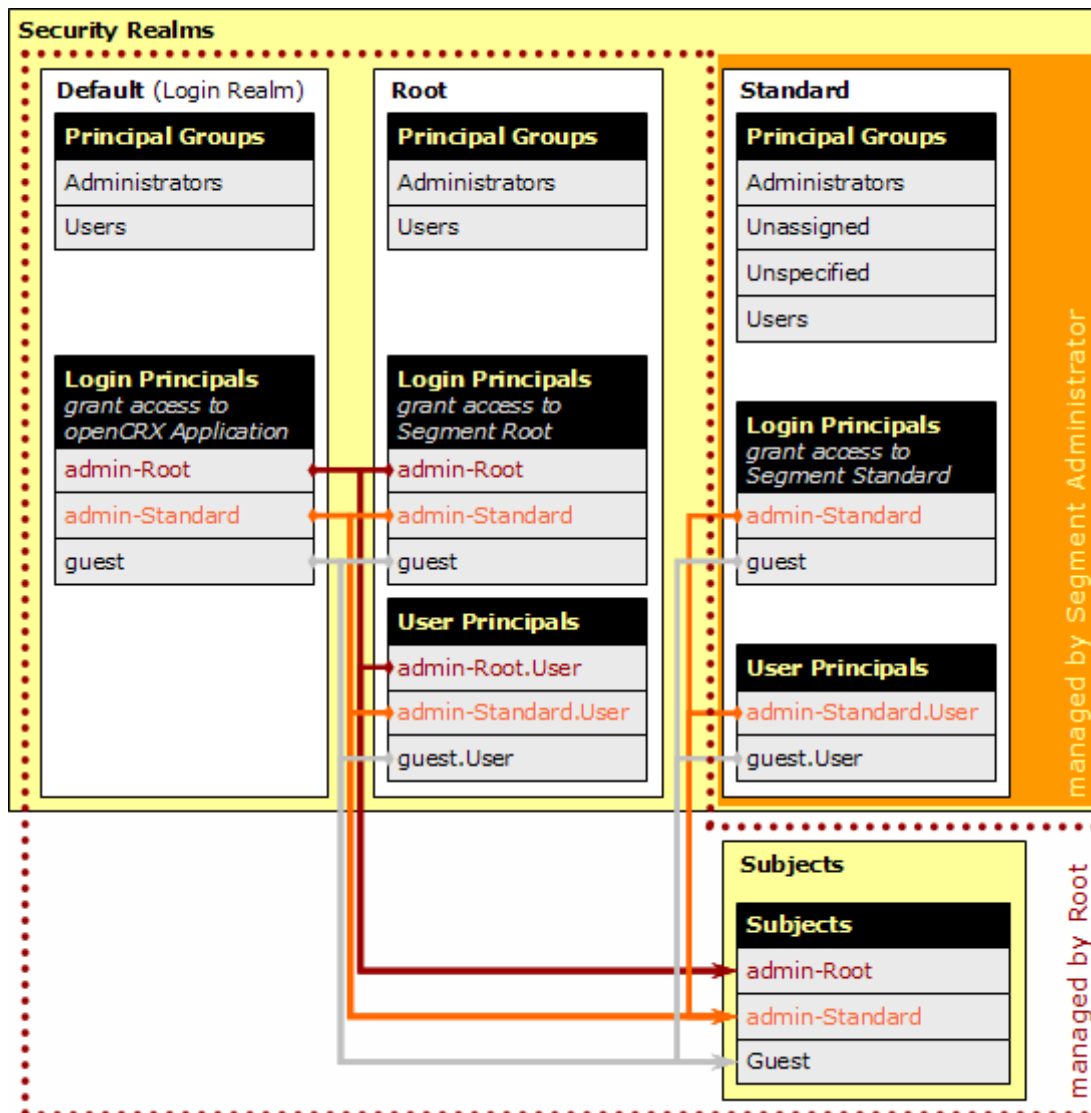 Security Realms
Default (Login Realm)
Principal Groups
Administrators
Users
Login Principals
grant access to
openCRX Application
admin-Root
admin-Standard
guest
Root
Principal Groups
Administrators
Users
Login Principals
grant access to
Segment Root
admin-Root
admin-Standard
guest
User Principals
admin-Root.User
admin-Standard.User
guest.User
Standard
Principal Groups
Administrators
Unassigned
Unspecified
Users
Login Principals
grant access to
Segment Standard
admin-Standard
guest
User Principals
admin-Standard.User
guest.User
managed by Segment Administrator
Subjects
Subjects
admin-Root
admin-Standard
Guest
managed by Root